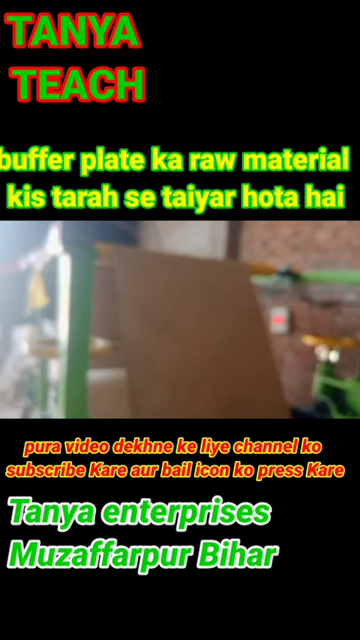 TANYA
TEACH
buffer plate ka raw material
kis tarah se taiyar hota hai
pura video dekhne ke liye channel ko
subscribe Kare aur bail icon ko press Kare
Tanya enterprises
Muzaffarpur Bihar